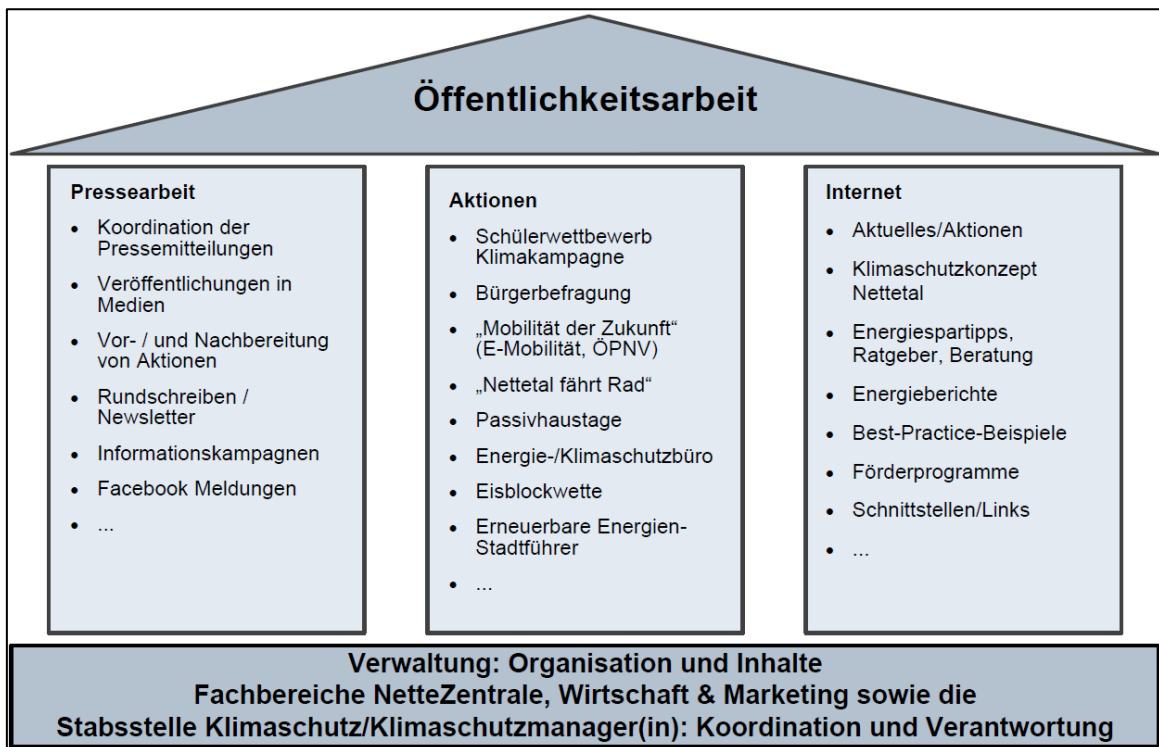 Öffentlichkeitsarbeit
Pressearbeit
• Koordination der
Pressemitteilungen
• Veröffentlichungen in
Medien
• Vor- / und Nachbereitung
von Aktionen
• Rundschreiben /
Newsletter
• Informationskampagnen
• Facebook Meldungen
• ...
Aktionen
• Schülerwettbewerb
Klimakampagne
• Bürgerbefragung
• „Mobilität der Zukunft“
(E-Mobilität, ÖPNV)
• „Nettetal fährt Rad“
• Passivhaustage
• Energie-/Klimaschutzbüro
• Eisblockwette
• Erneuerbare Energien-
Stadtführer
• ...
Internet
• Aktuelles/Aktionen
• Klimaschutzkonzept
Nettetal
• Energiespartipps,
Ratgeber, Beratung
• Energieberichte
• Best-Practice-Beispiele
• Förderprogramme
• Schnittstellen/Links
• ...
Verwaltung: Organisation und Inhalte
Fachbereiche NetteZentrale, Wirtschaft & Marketing sowie die
Stabsstelle Klimaschutz/Klimaschutzmanager(in): Koordination und Verantwortung